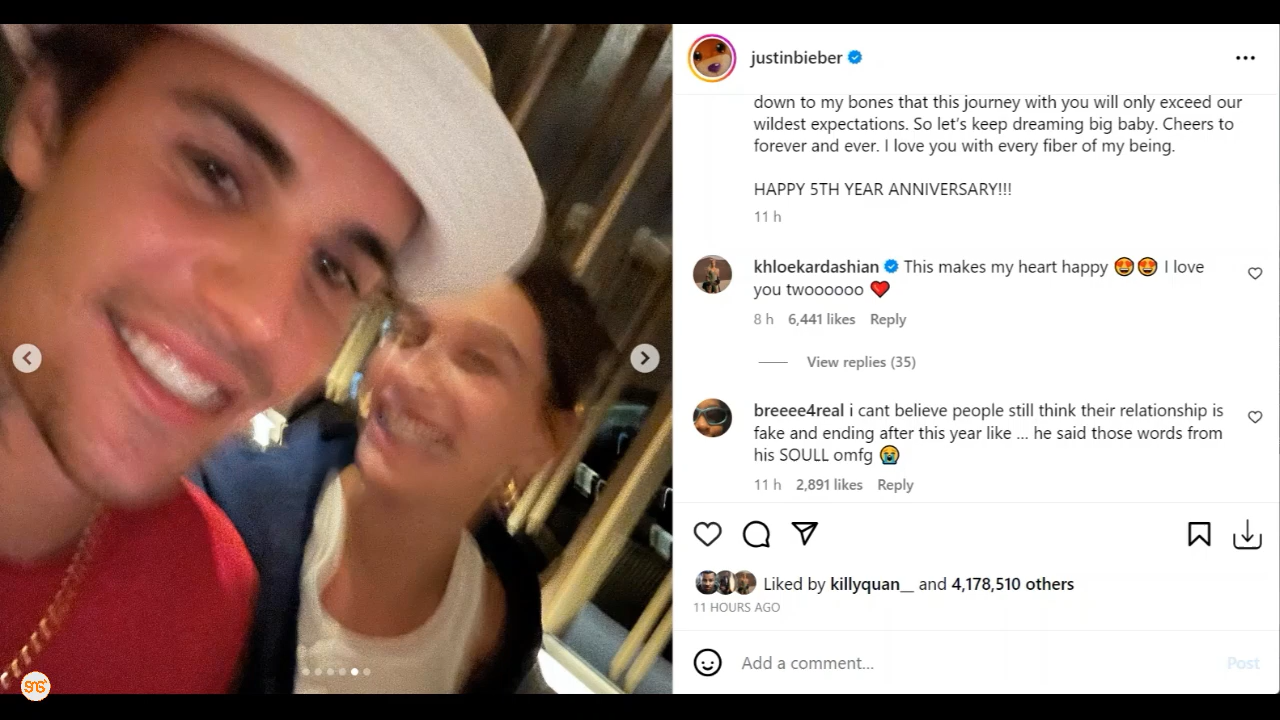 justinbieber
down to my bones that this journey with you will only exceed our
wildest expectations. So let's keep dreaming big baby. Cheers to
forever and ever. I love you with every fiber of my being.
HAPPY 5TH YEAR ANNIVERSARY!!!
11 h
khloekardashian This makes my heart happy 😍😍 I love
you twoooooo ❤️
8 h 6,441 likes Reply
View replies (35)
breeee4real i cant believe people still think their relationship is
fake and ending after this year like ... he said those words from
his SOULL omfg 😭
11 h 2,891 likes Reply
Liked by killyquan__ and 4,178,510 others
11 HOURS AGO
Add a comment...
Post